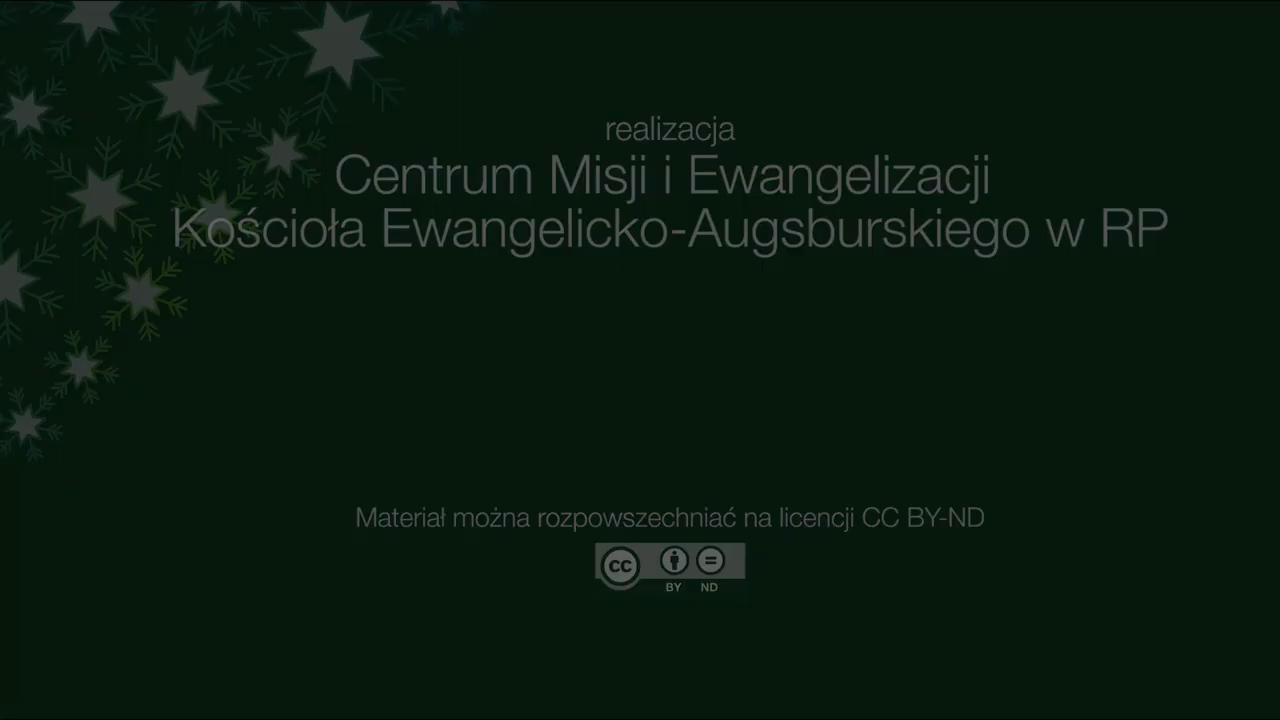 realizacja
Centrum Misji i Ewangelizacji
Kościoła Ewangelicko-Augsburskiego w RP
Materiał można rozpowszechniać na licencji CC BY-ND
cc
BY ND